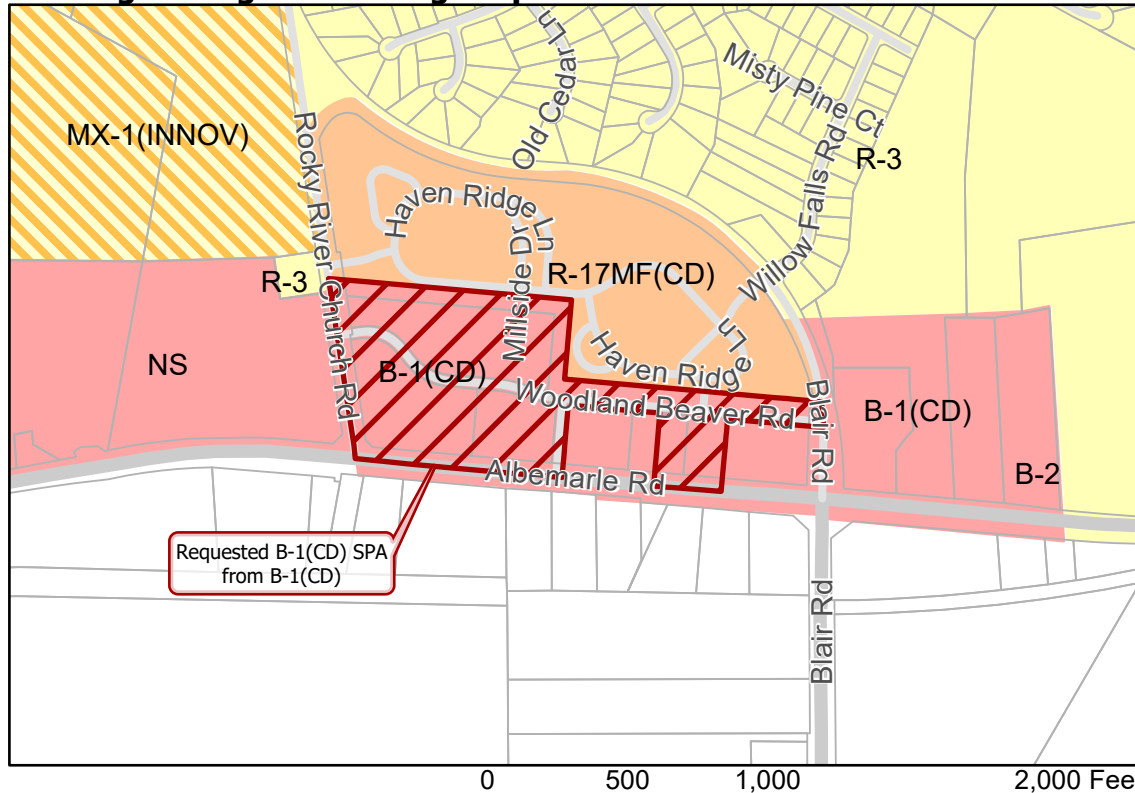 Old Cedar Ln
Misty Pine Ct
MX-1(INNOV)
R-3
Rocky River Church Rd
Haven Ridge Ln
Willow Falls Rd
Millside Dr
R-17MF(CD)
R-3
NS
B-1(CD)
Haven Ridge Ln
Woodland Beaver Rd
Blair Rd
B-1(CD)
Albemarle Rd
B-2
Requested B-1(CD) SPA
from B-1(CD)
Blair Rd
0 500 1,000 2,000 Fee